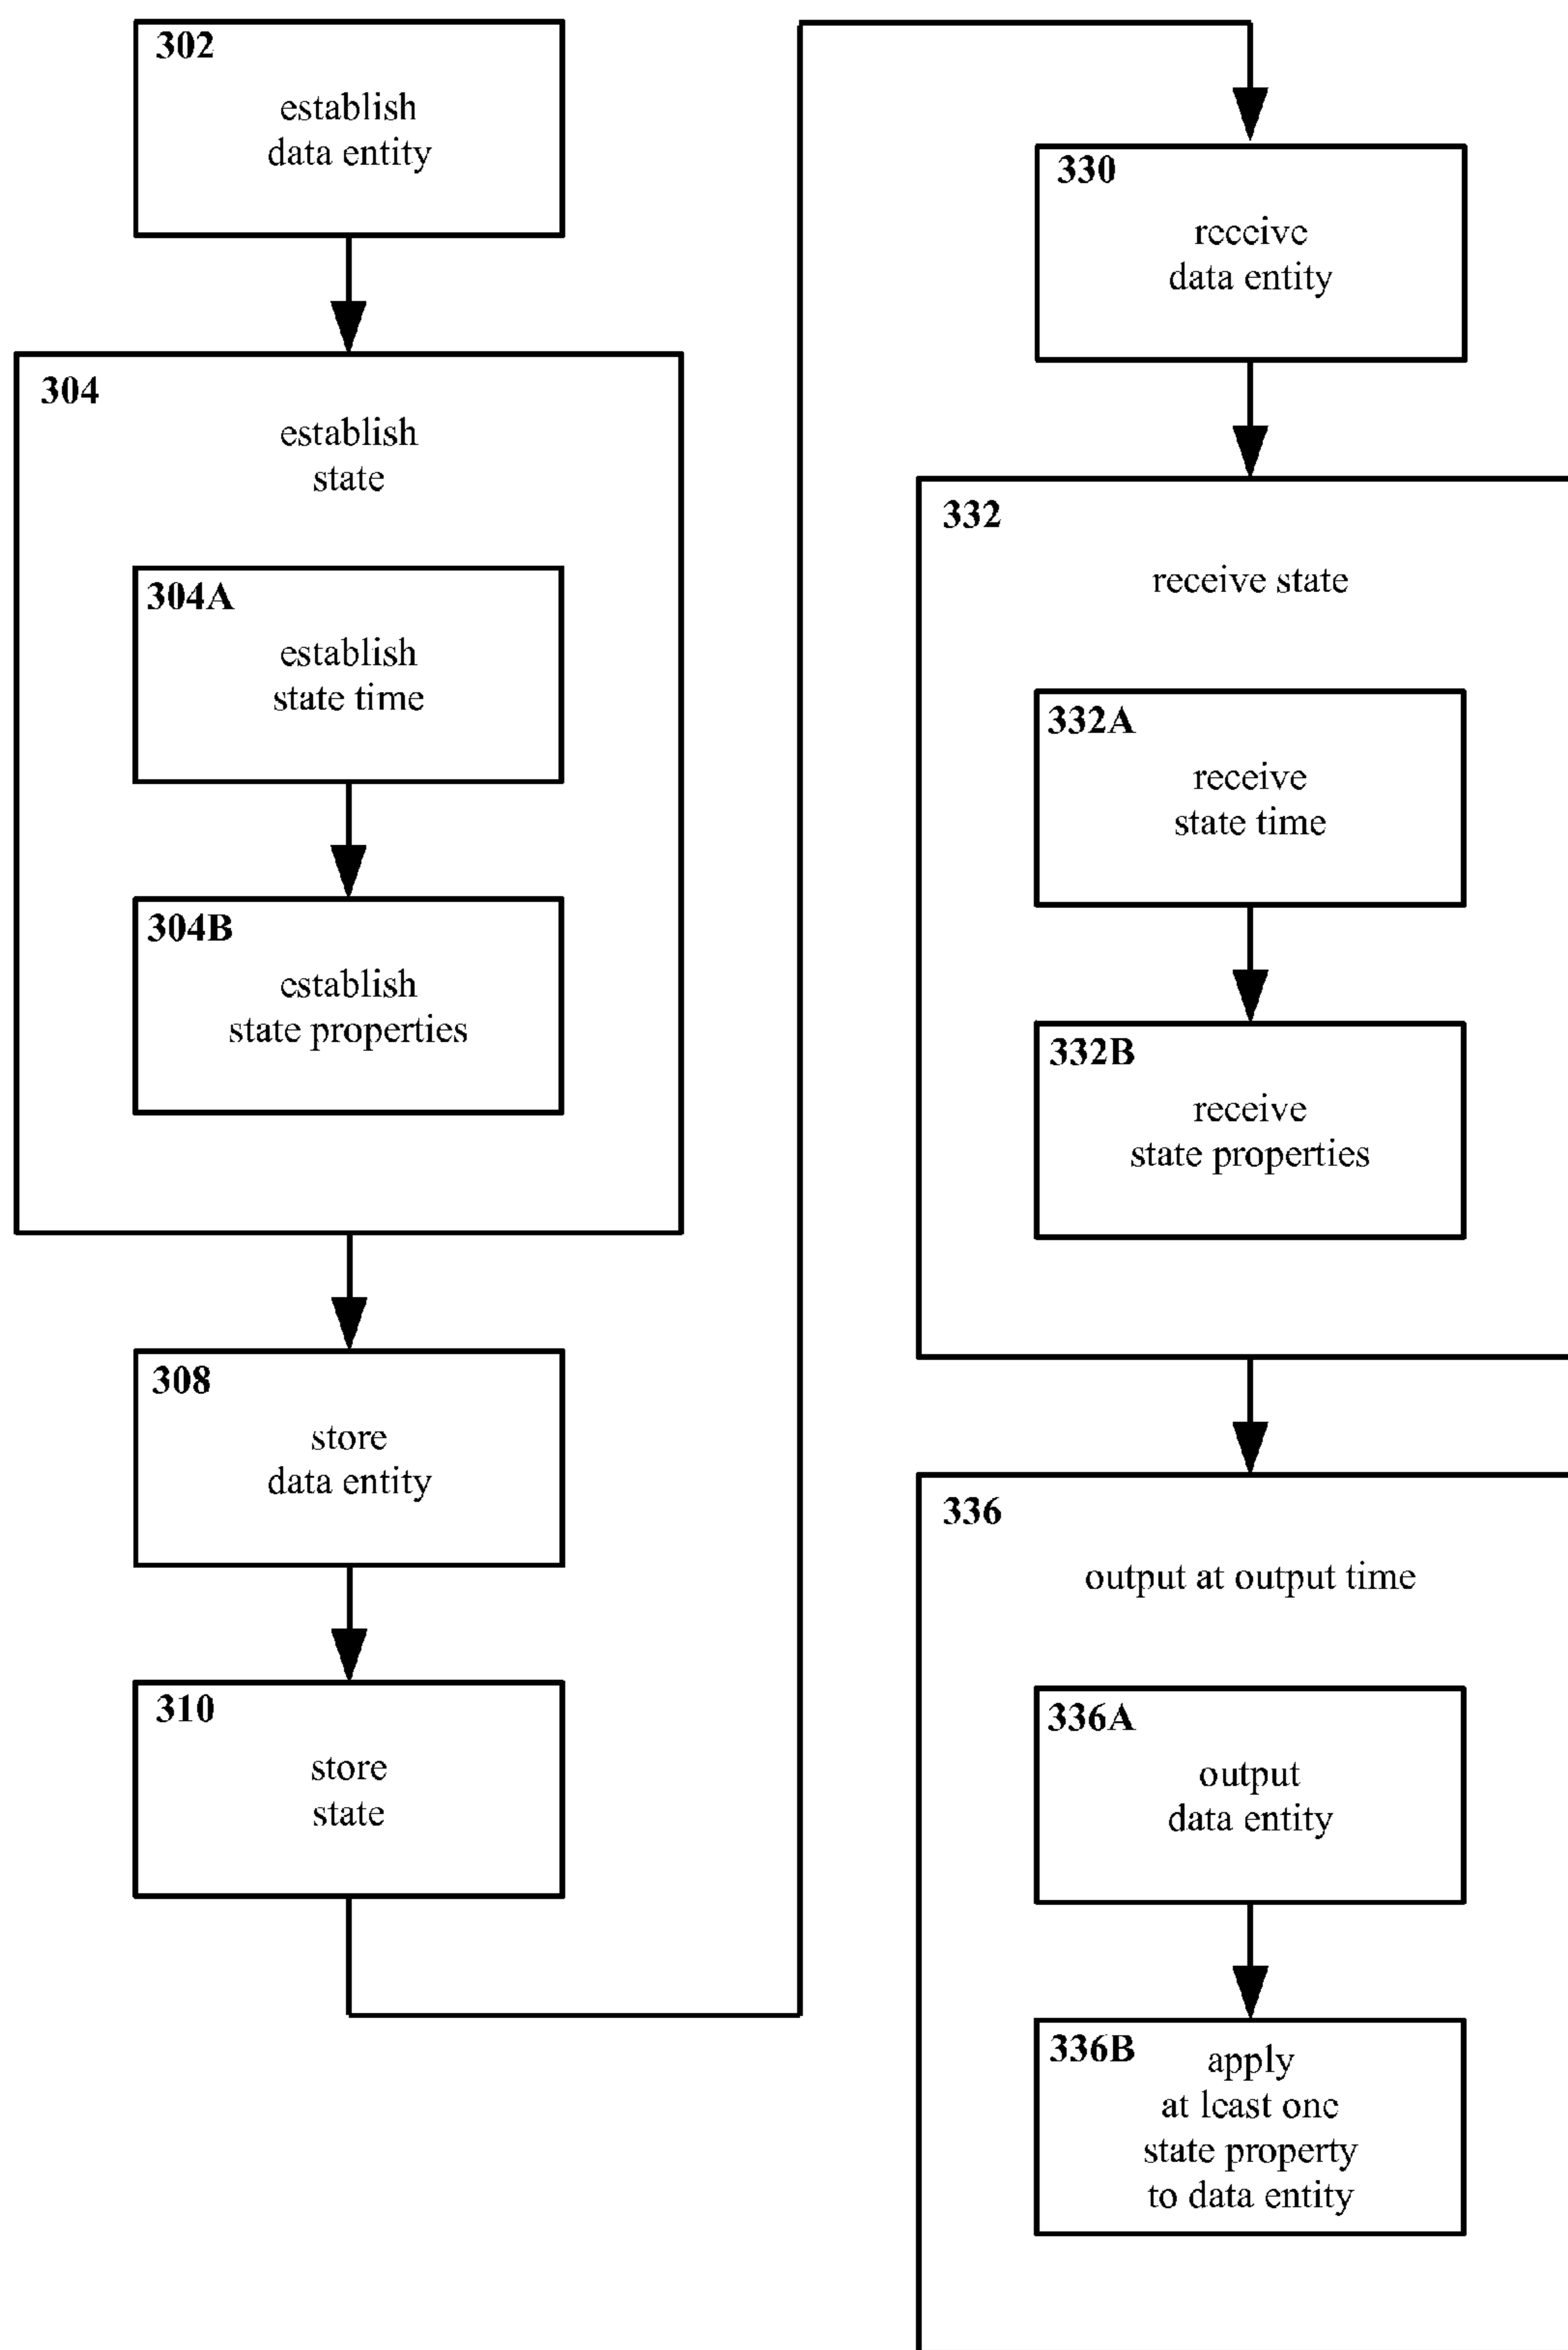 302
establish
data entity
304
establish
state
304A
establish
state time
304B
establish
state properties
308
store
data entity
310
store
state
330
receive
data entity
332
receive state
332A
receive
state time
332B
receive
state properties
336
output at output time
336A
output
data entity
336B
apply
at least one
state property
to data entity